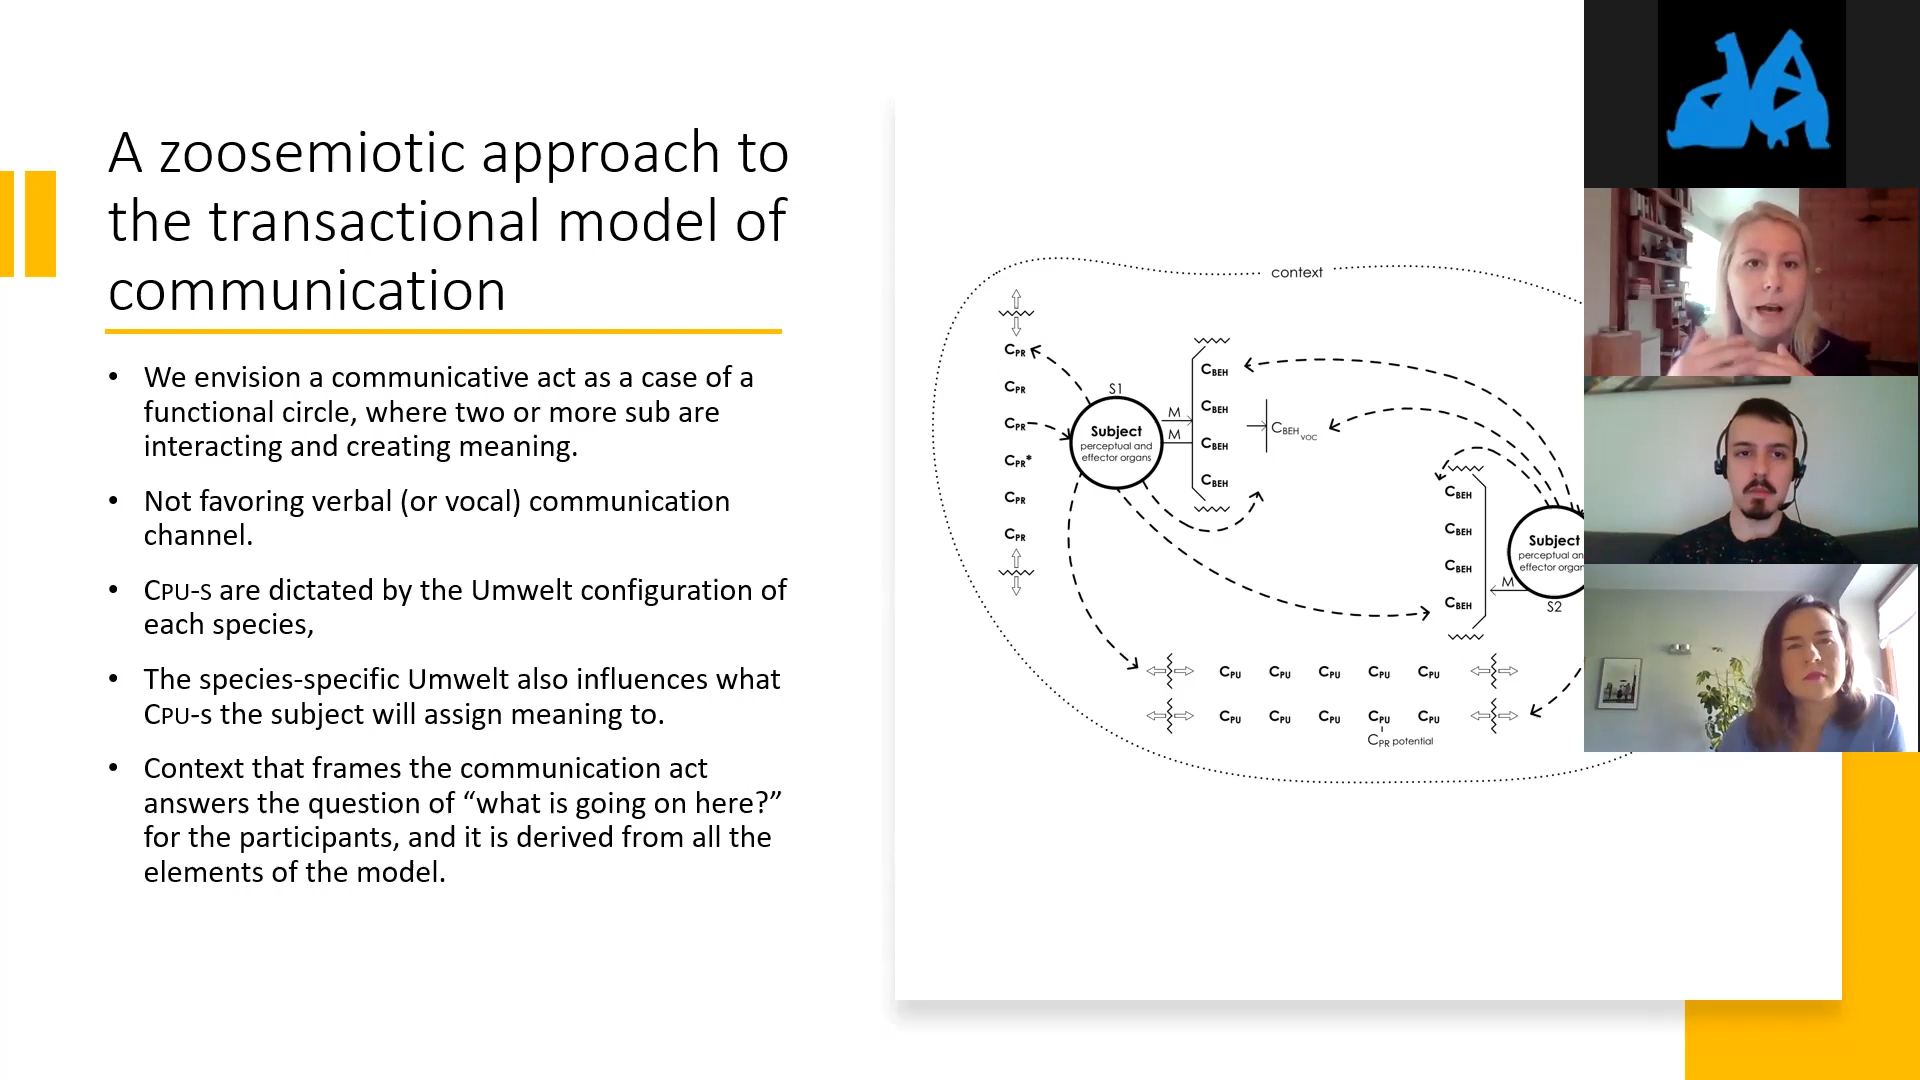 A zoosemiotic approach to
the transactional model of
communication
• We envision a communicative act as a case of a
functional circle, where two or more sub are
interacting and creating meaning.
• Not favoring verbal (or vocal) communication
channel.
• CPU-S are dictated by the Umwelt configuration of
each species,
• The species-specific Umwelt also influences what
CPU-s the subject will assign meaning to.
• Context that frames the communication act
answers the question of “what is going on here?”
for the participants, and it is derived from all the
elements of the model.
context
CPR
CPR
CPR
CPR*
CPR
CPR
S1
Subject
perceptual and
effector organs
M
M
CBEH
CBEH
CBEH
CBEH
CBEH VOC
CBEH
CBEH
CBEH
CBEH
Subject
perceptual an
effector organ
M
S2
CPU CPU CPU CPU CPU
CPU CPU CPU CPU CPU
CPR potential